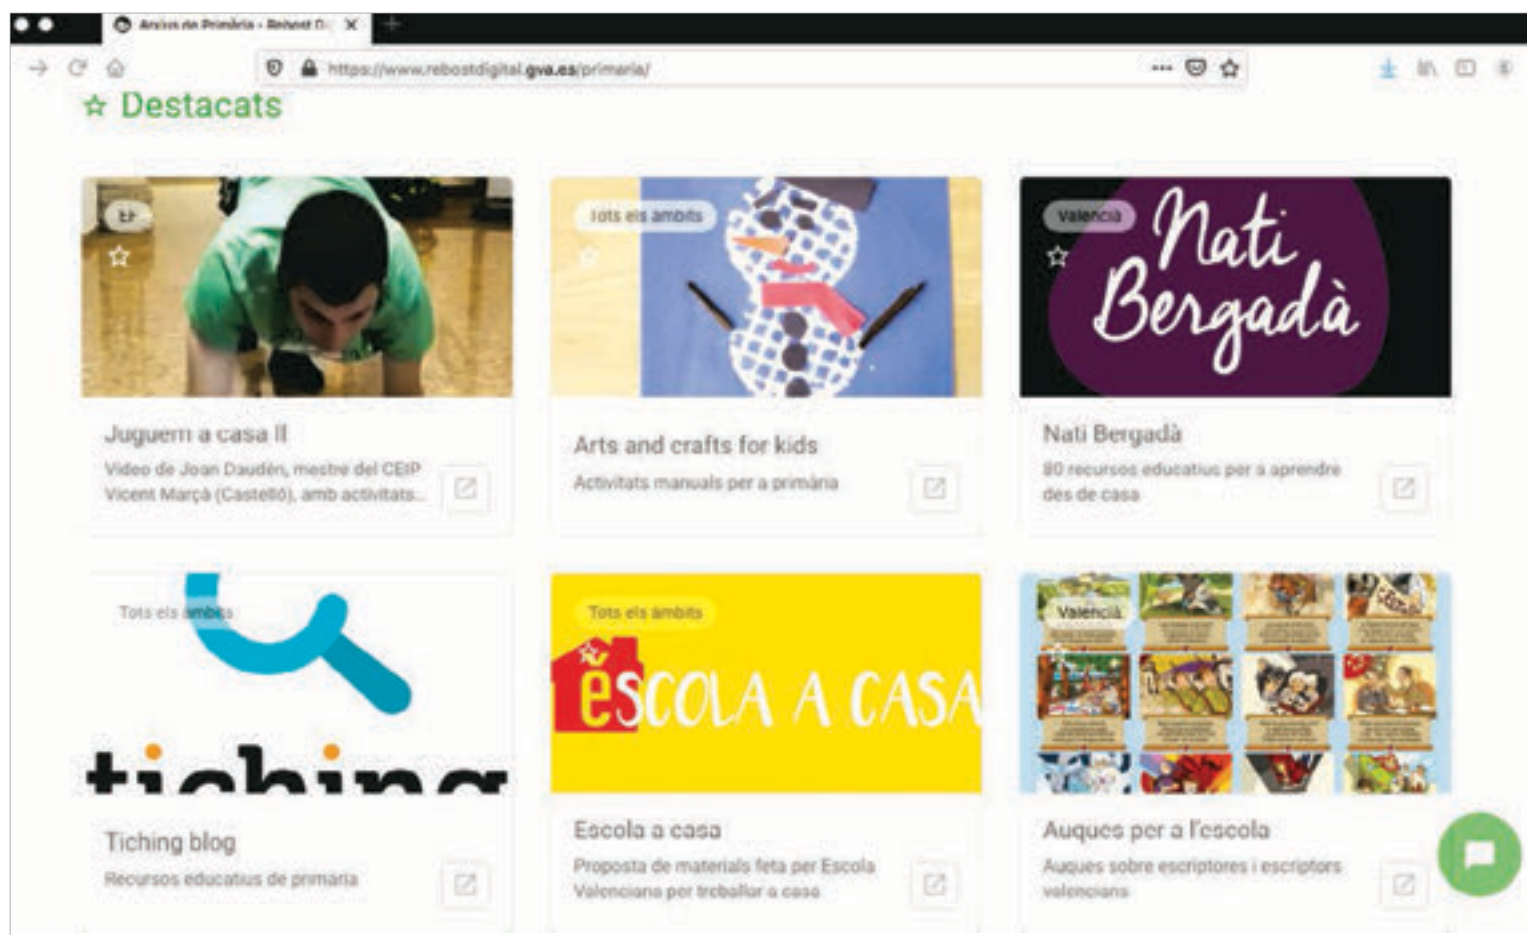 Arxius de Primària - Rebost D
https://www.rebostdigital.gva.es/primaria/
Destacats
EF
Tots els àmbits
Valencià
Nati
Bergadà
Juguem a casa II
Vídeo de Joan Daudén, mestre del CEIP
Vicent Marçà (Castelló), amb activitats...
Arts and crafts for kids
Activitats manuals per a primària
Nati Bergadà
80 recursos educatius per a aprendre
des de casa
Tots els àmbits
tiching
Tots els àmbits
ESCOLA A CASA
Valencià
Tiching blog
Recursos educatius de primaria
Escola a casa
Proposta de materials feta per Escola
Valenciana per treballar a casa
Auques per a l'escola
Auques sobre escriptores i escriptors
valencians